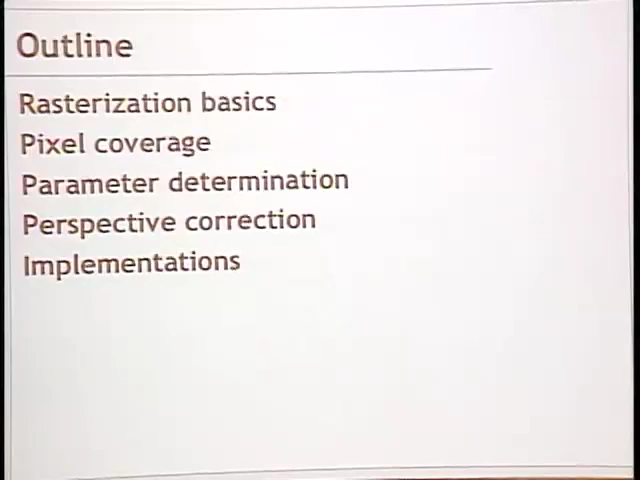 Outline
Rasterization basics
Pixel coverage
Parameter determination
Perspective correction
Implementations